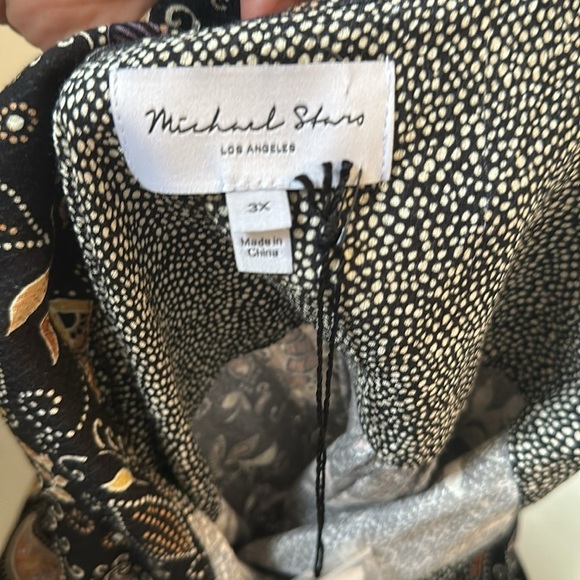 Michael Stars
LOS ANGELES
3X
Made in
China